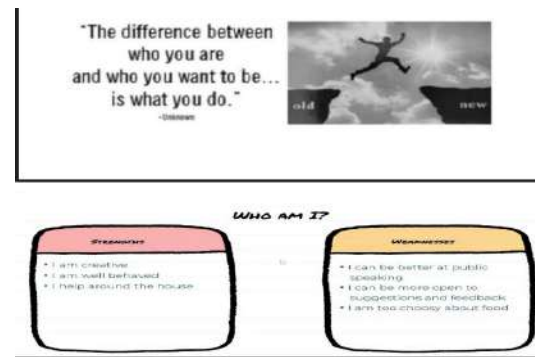 "The difference between
who you are
and who you want to be...
is what you do."
-Unknown
old
new
WHO AM I?
STRENGTHS
• I am creative
• I am well behaved
• I help around the house
WEAKNESSES
• I can be better at public
speaking
• I can be more open to
suggestions and feedback
• I am too choosy about food